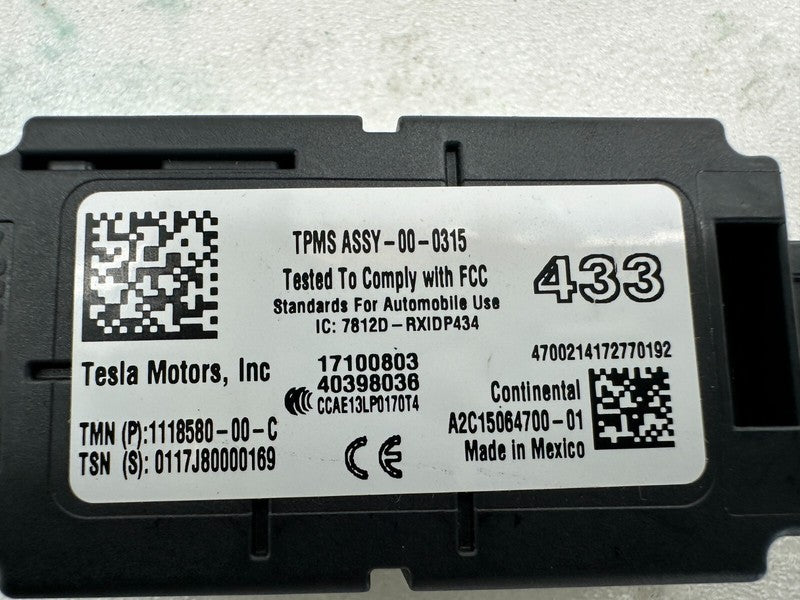 TPMS ASSY-00-0315
Tested To Comply with FCC
Standards For Automobile Use
IC: 7812D-RXIDP434
433
Tesla Motors, Inc
17100803
40398036
CCAE13LP0170T4
4700214172770192
TMN (P):1118580-00-C
TSN (S): 0117J80000169
CE
Continental
A2C15064700-01
Made in Mexico